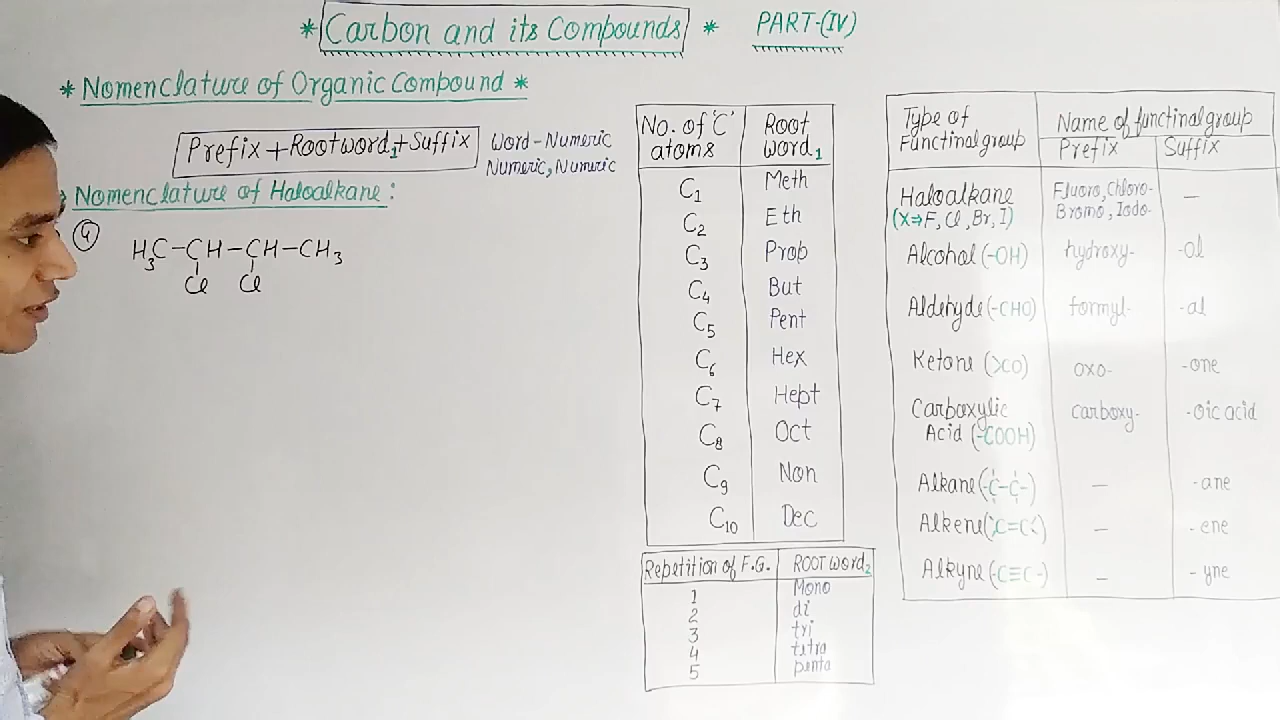 * Carbon and its Compounds * PART-(IV)
* Nomenclature of Organic Compound *
Prefix + Rootword₁ + Suffix
Word-Numeric
Numeric, Numeric
Nomenclature of Haloalkane :
H₃C-CH-CH-CH₃
Cl Cl
No. of 'C' atoms Root word₁
C₁ Meth
C₂ Eth
C₃ Prop
C₄ But
C₅ Pent
C₆ Hex
C₇ Hept
C₈ Oct
C₉ Non
C₁₀ Dec
Repetition of F.G. ROOT word₂
1 Mono
2 di
3 tri
4 tetra
5 penta
Type of Functinal group
Name of functinal group
Prefix Suffix
Haloalkane Fluoro, Chloro- —
(X⇒F, Cl, Br, I) Bromo, Iodo-
Alcohol (-OH) hydroxy- -ol
Aldehyde (-CHO) formyl- -al
Ketone (>CO) oxo- -one
Carboxylic carboxy- -oic acid
Acid (-COOH)
Alkane (-C-C-) — -ane
Alkene (>C=C<) — -ene
Alkyne (-C≡C-) — -yne